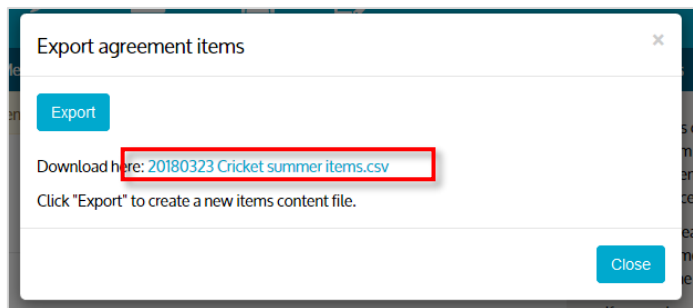 Export agreement items
×
Export
Download here: 20180323 Cricket summer items.csv
Click "Export" to create a new items content file.
Close